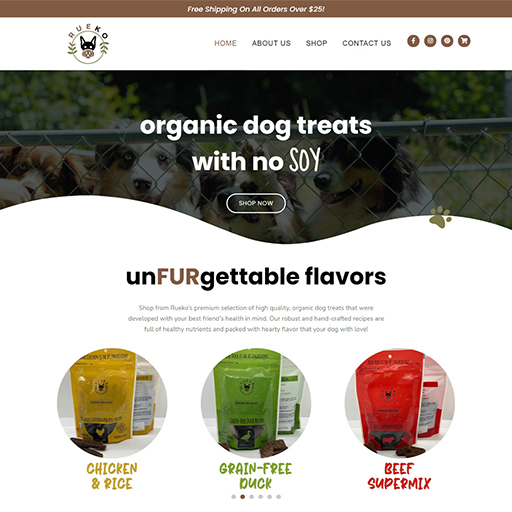 Free Shipping On All Orders Over $25!
RUEKO
HOME ABOUT US SHOP CONTACT US
organic dog treats
with no SOY
SHOP NOW
unFURgettable flavors
Shop from Rueko's premium selection of high quality, organic dog treats that were
developed with your best friend's health in mind. Our robust and hand-crafted recipes are
full of healthy nutrients and packed with hearty flavor that your dog with love!
CHICKEN
& RICE
GRAIN-FREE
DUCK
BEEF
SUPERMIX